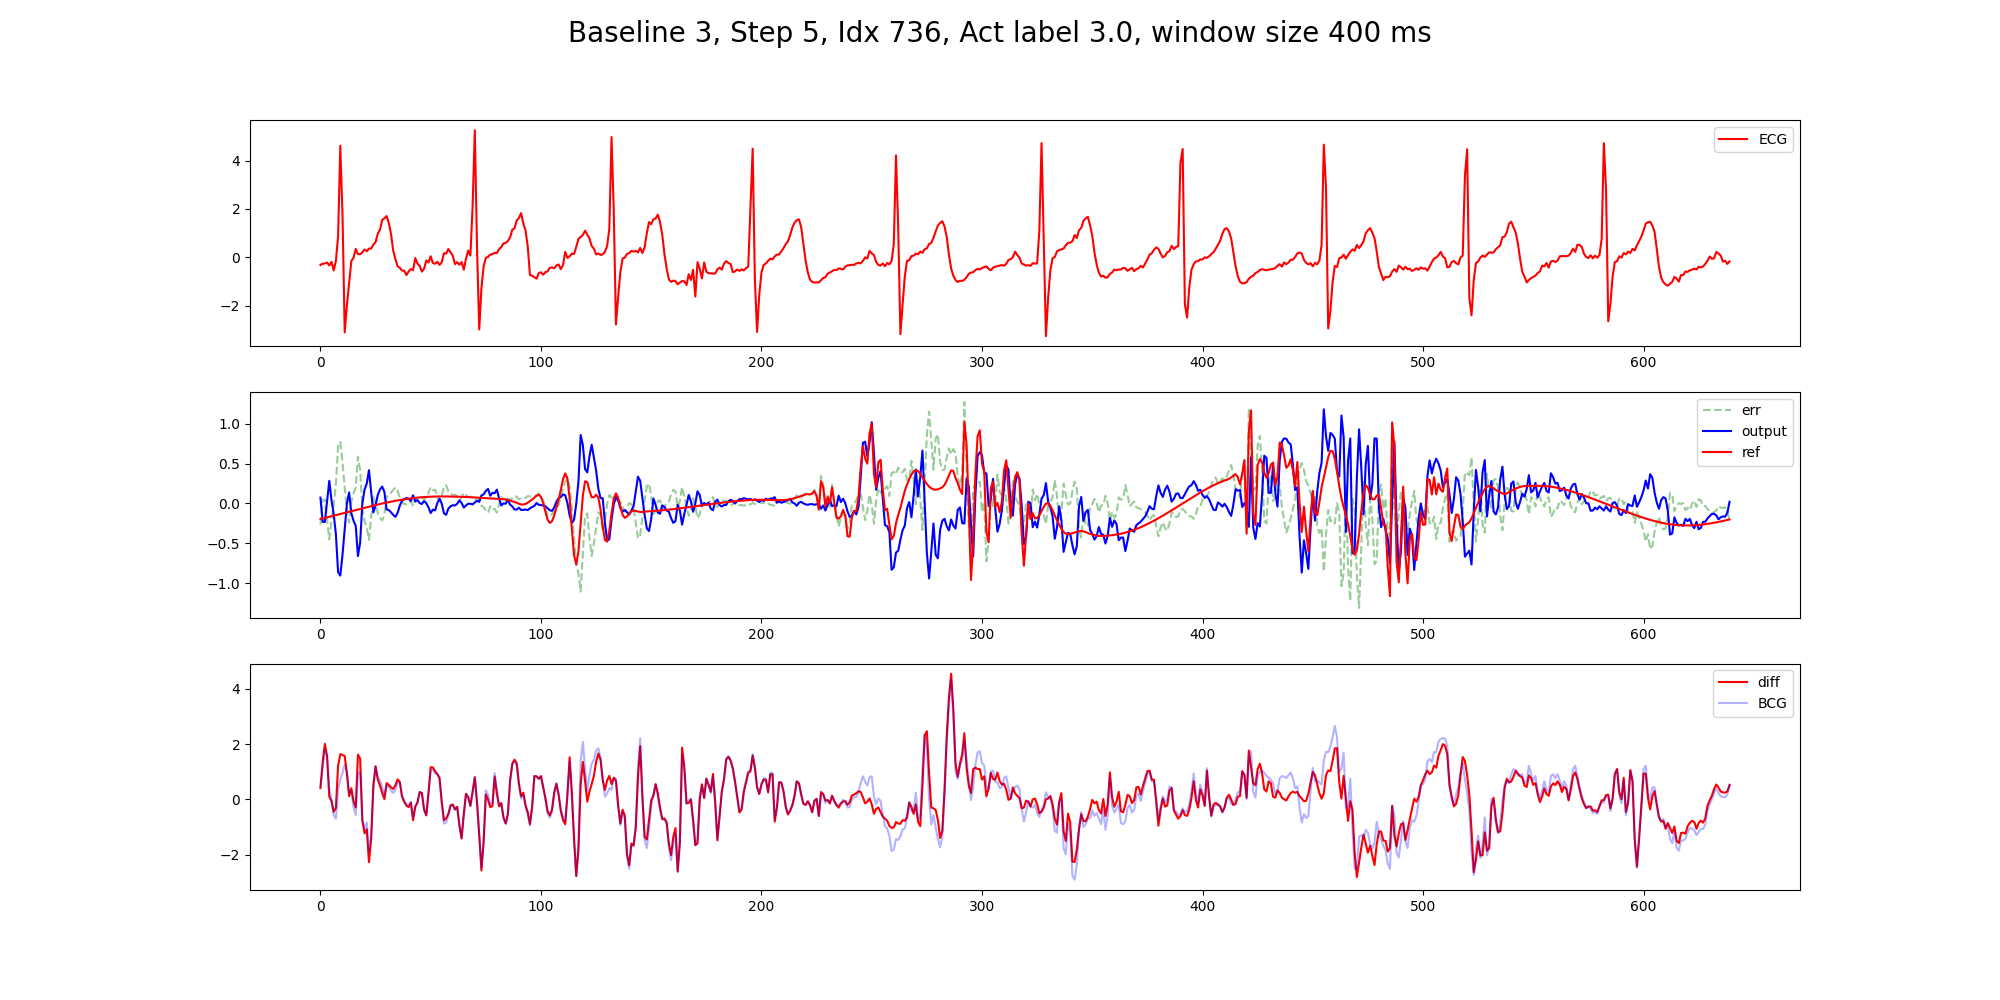 Baseline 3, Step 5, Idx 736, Act label 3.0, window size 400 ms
ECG
4
2
0
−2
0 100 200 300 400 500 600
err
output
ref
1.0
0.5
0.0
−0.5
−1.0
0 100 200 300 400 500 600
diff
BCG
4
2
0
−2
0 100 200 300 400 500 600